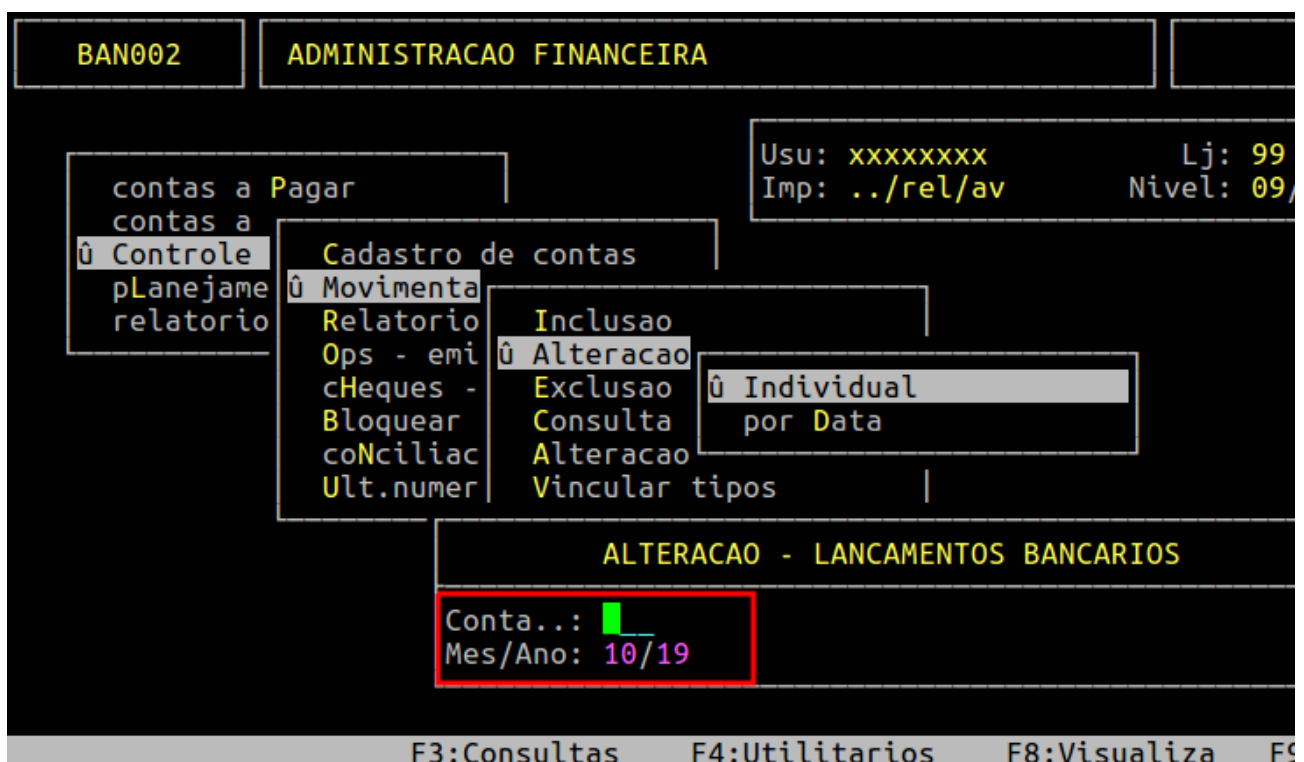 BAN002 ADMINISTRACAO FINANCEIRA
Usu: xxxxxxxx Lj: 99
contas a Pagar Imp: ../rel/av Nivel: 09/
contas a
û Controle Cadastro de contas
pLanejame û Movimenta
relatorio Relatorio Inclusao
Ops - emi û Alteracao
cHeques - Exclusao û Individual
Bloquear Consulta por Data
coNciliac Alteracao
Ult.numer Vincular tipos
ALTERACAO - LANCAMENTOS BANCARIOS
Conta..: __
Mes/Ano: 10/19
F3:Consultas F4:Utilitarios F8:Visualiza F9